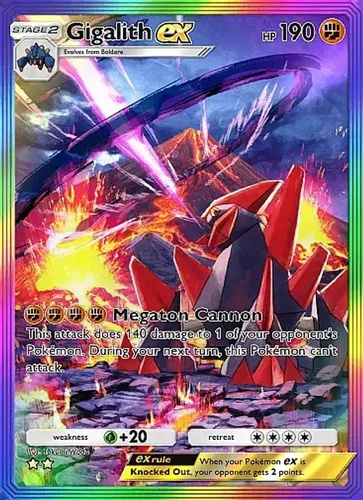 STAGE 2 Gigalith ex HP 190
Evolves from Boldore
Megaton Cannon
This attack does 140 damage to 1 of your opponent's
Pokémon. During your next turn, this Pokémon can't
attack.
weakness +20 retreat
ex rule When your Pokémon ex is
Knocked Out, your opponent gets 2 points.